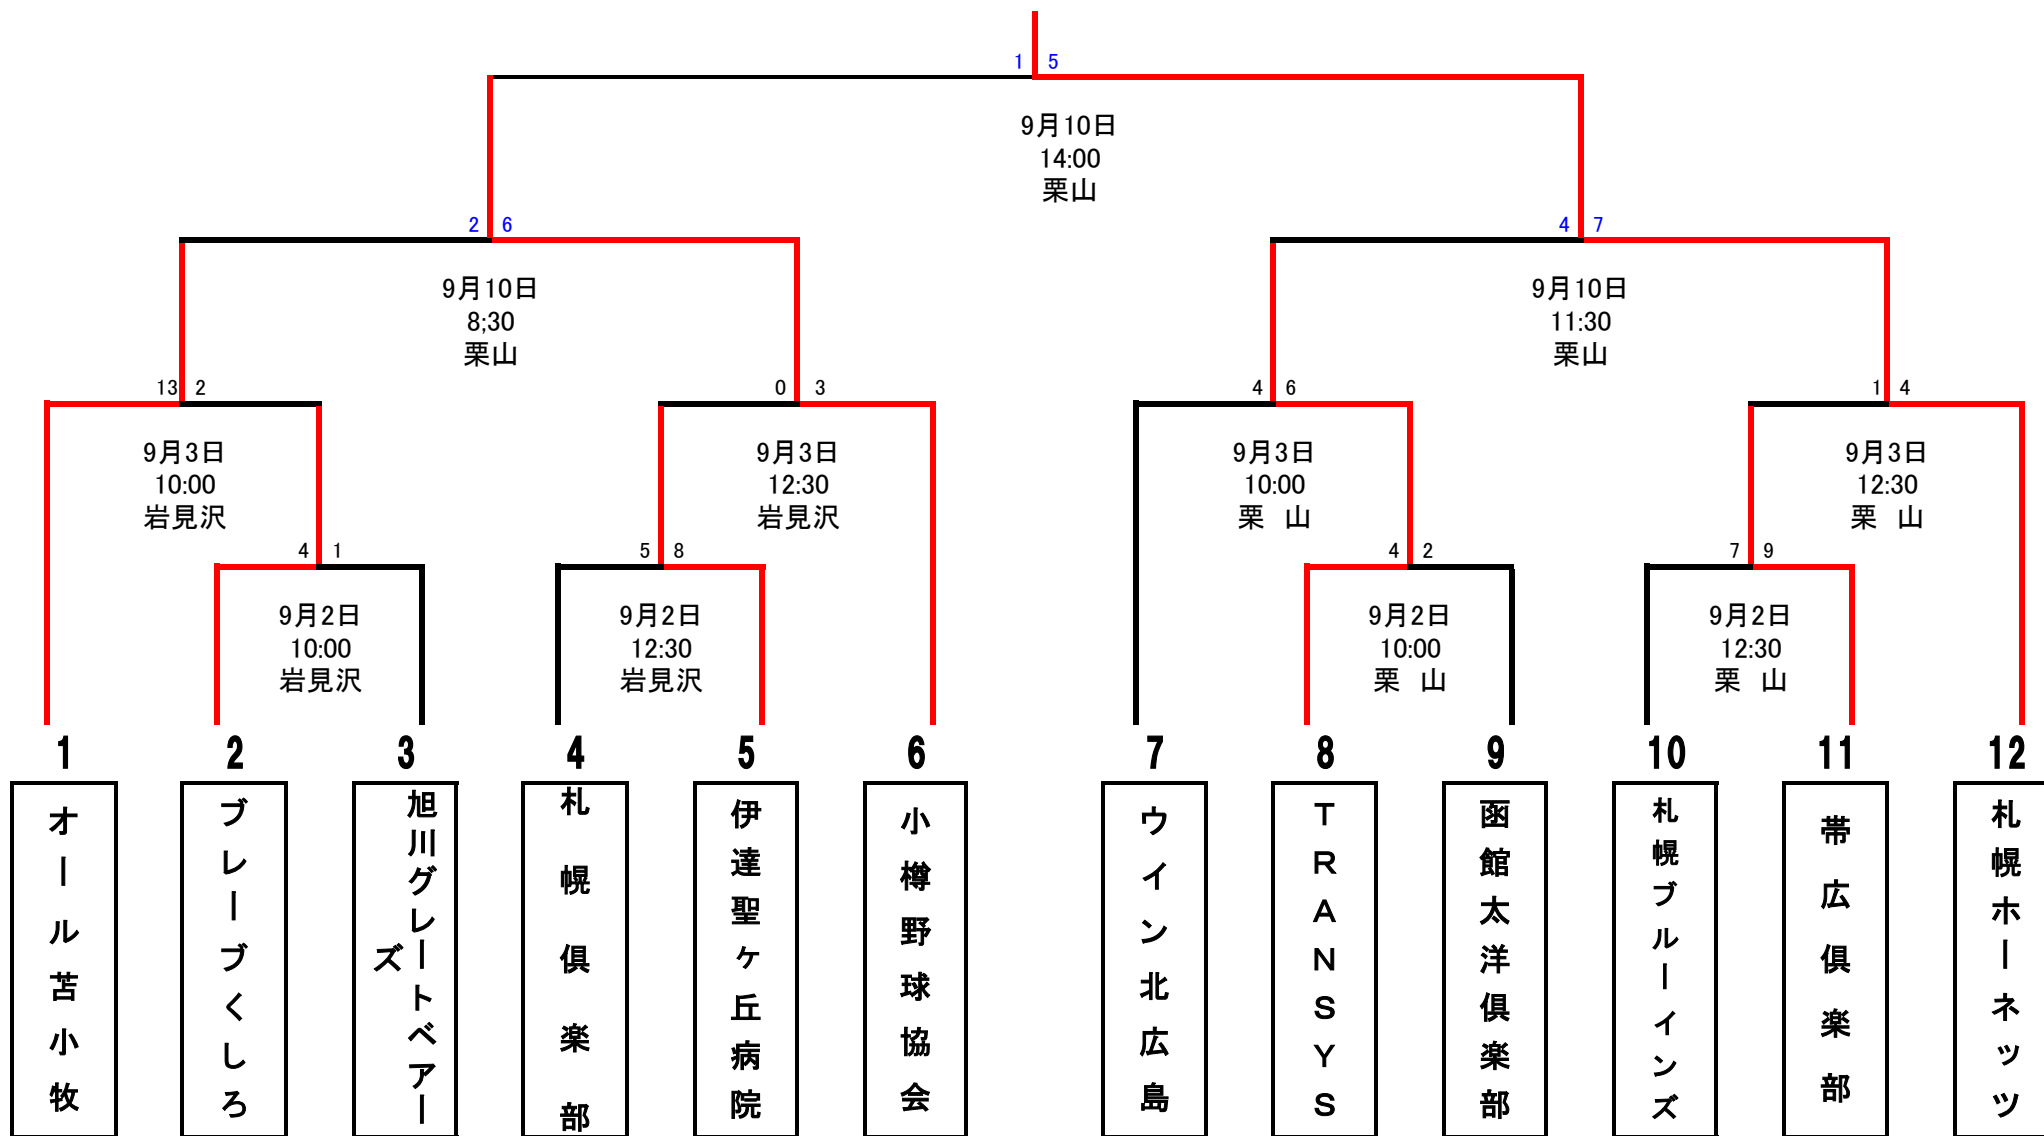 1 5
9月10日
14:00
栗山
2 6
4 7
9月10日
8;30
栗山
9月10日
11:30
栗山
13 2
0 3
4 6
1 4
9月3日
10:00
岩見沢
9月3日
12:30
岩見沢
9月3日
10:00
栗 山
9月3日
12:30
栗 山
4 1
5 8
4 2
7 9
9月2日
10:00
岩見沢
9月2日
12:30
岩見沢
9月2日
10:00
栗 山
9月2日
12:30
栗 山
1
2
3
4
5
6
7
8
9
10
11
12
オール苫小牧
ブレーブくしろ
旭川グレートベアー
ズ
札幌倶楽部
伊達聖ヶ丘病院
小樽野球協会
ウイン北広島
TRANSYS
函館太洋倶楽部
札幌ブルーインズ
帯広倶楽部
札幌ホーネッツ